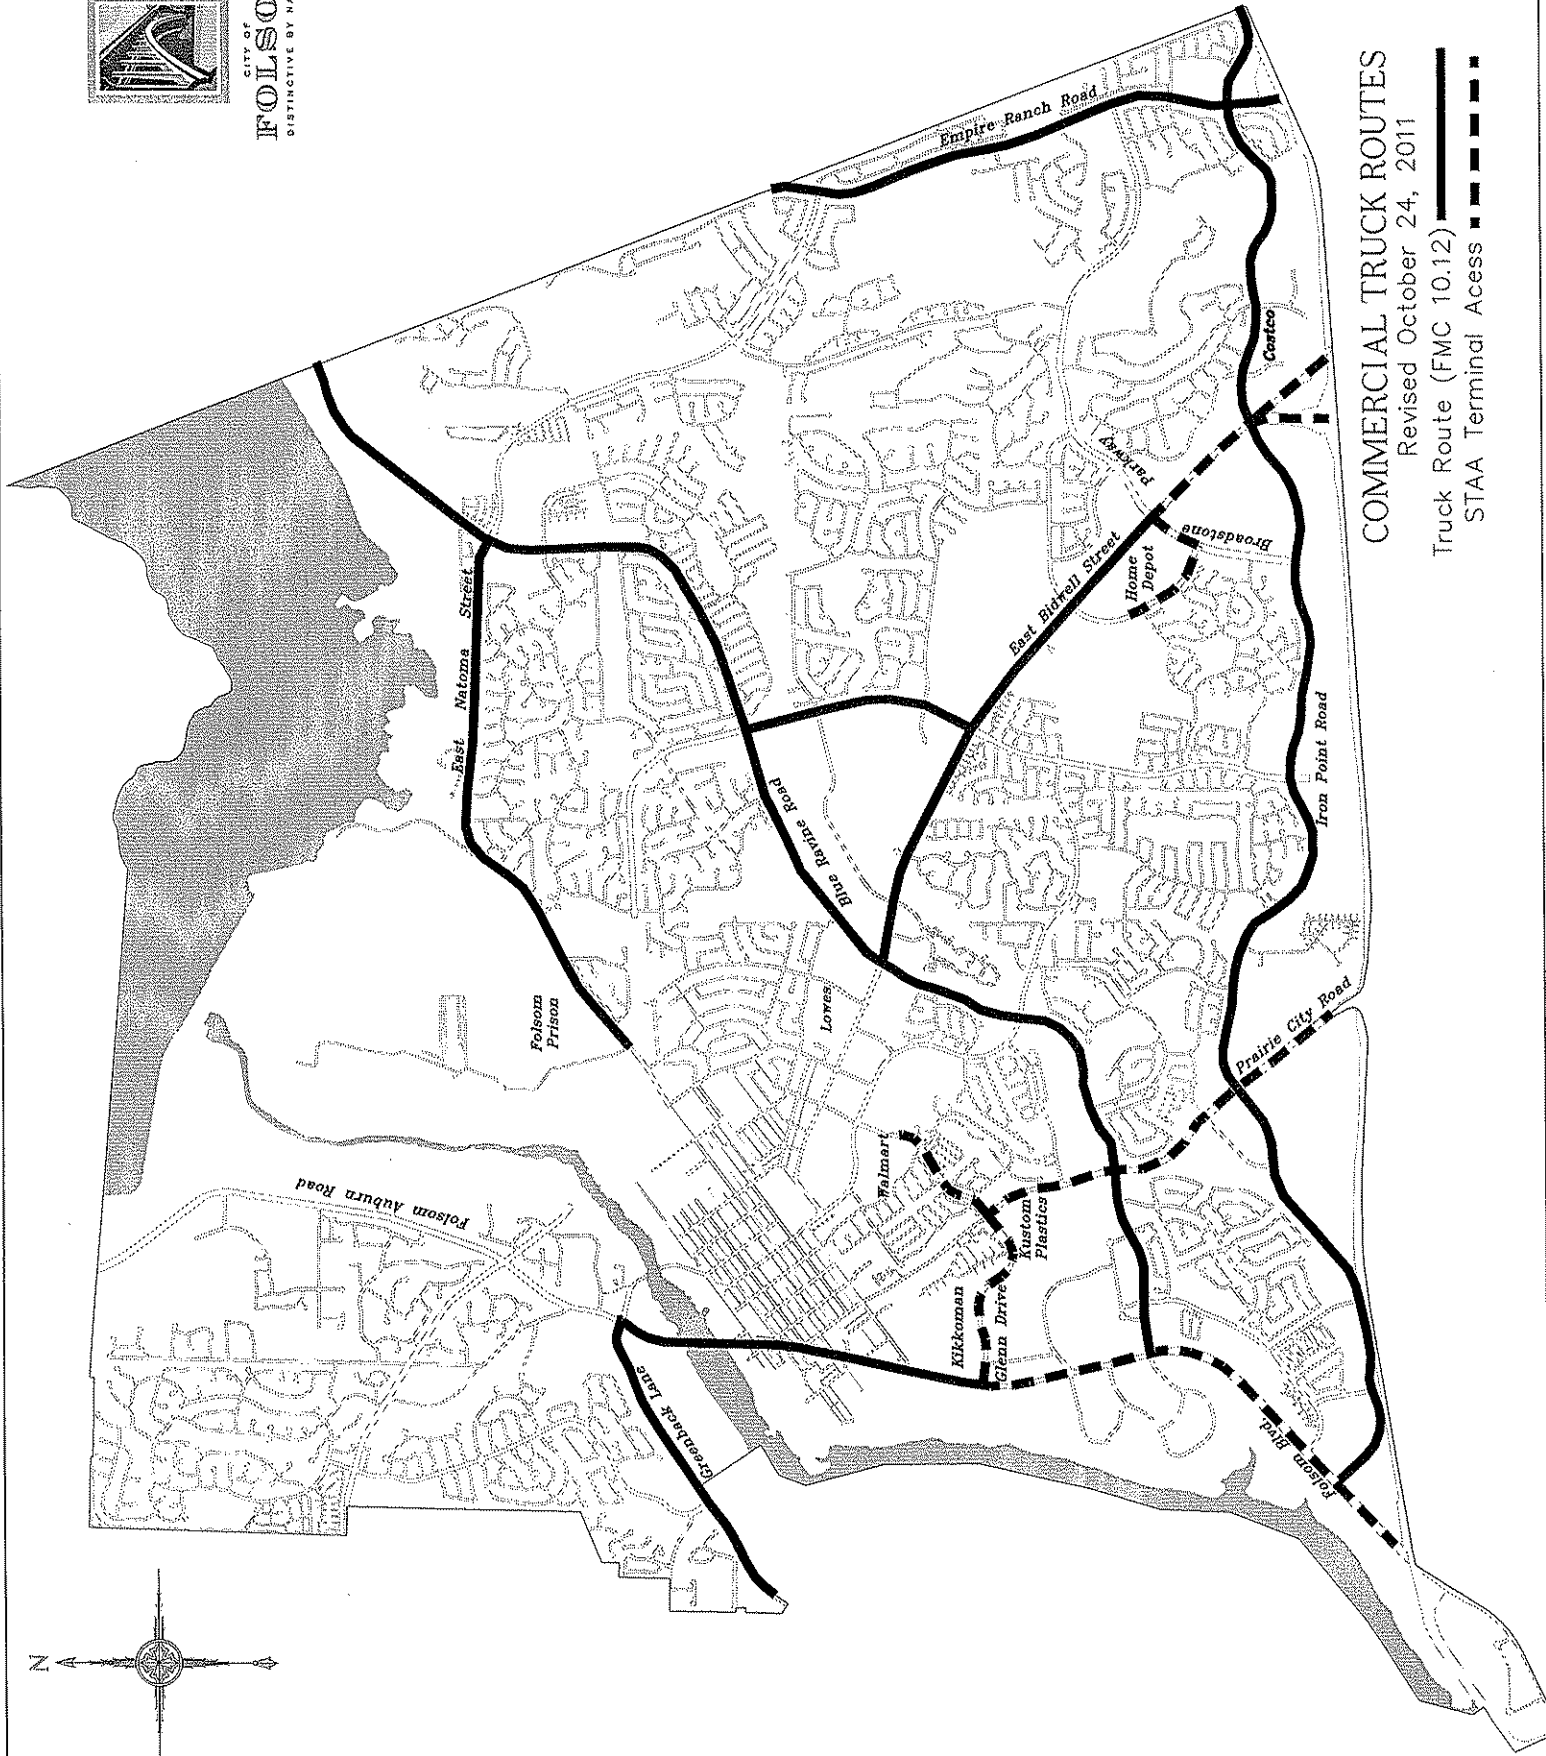 CITY OF
DISTINCTIVE BY
N
Folsom Auburn Road
Greenback Lane
Folsom
Prison
East Natoma Street
Empire Ranch Road
Blue Ravine Road
Lowes
Walmart
Kikkoman
Glenn Drive
Kustom
Plastics
East Bidwell Street
Home
Depot
Parkway
Broadstone
Costco
Iron Point Road
Prairie City Road
Folsom Blvd.
COMMERCIAL TRUCK ROUTES
Revised October 24, 2011
Truck Route (FMC 10.12)
STAA Terminal Acess